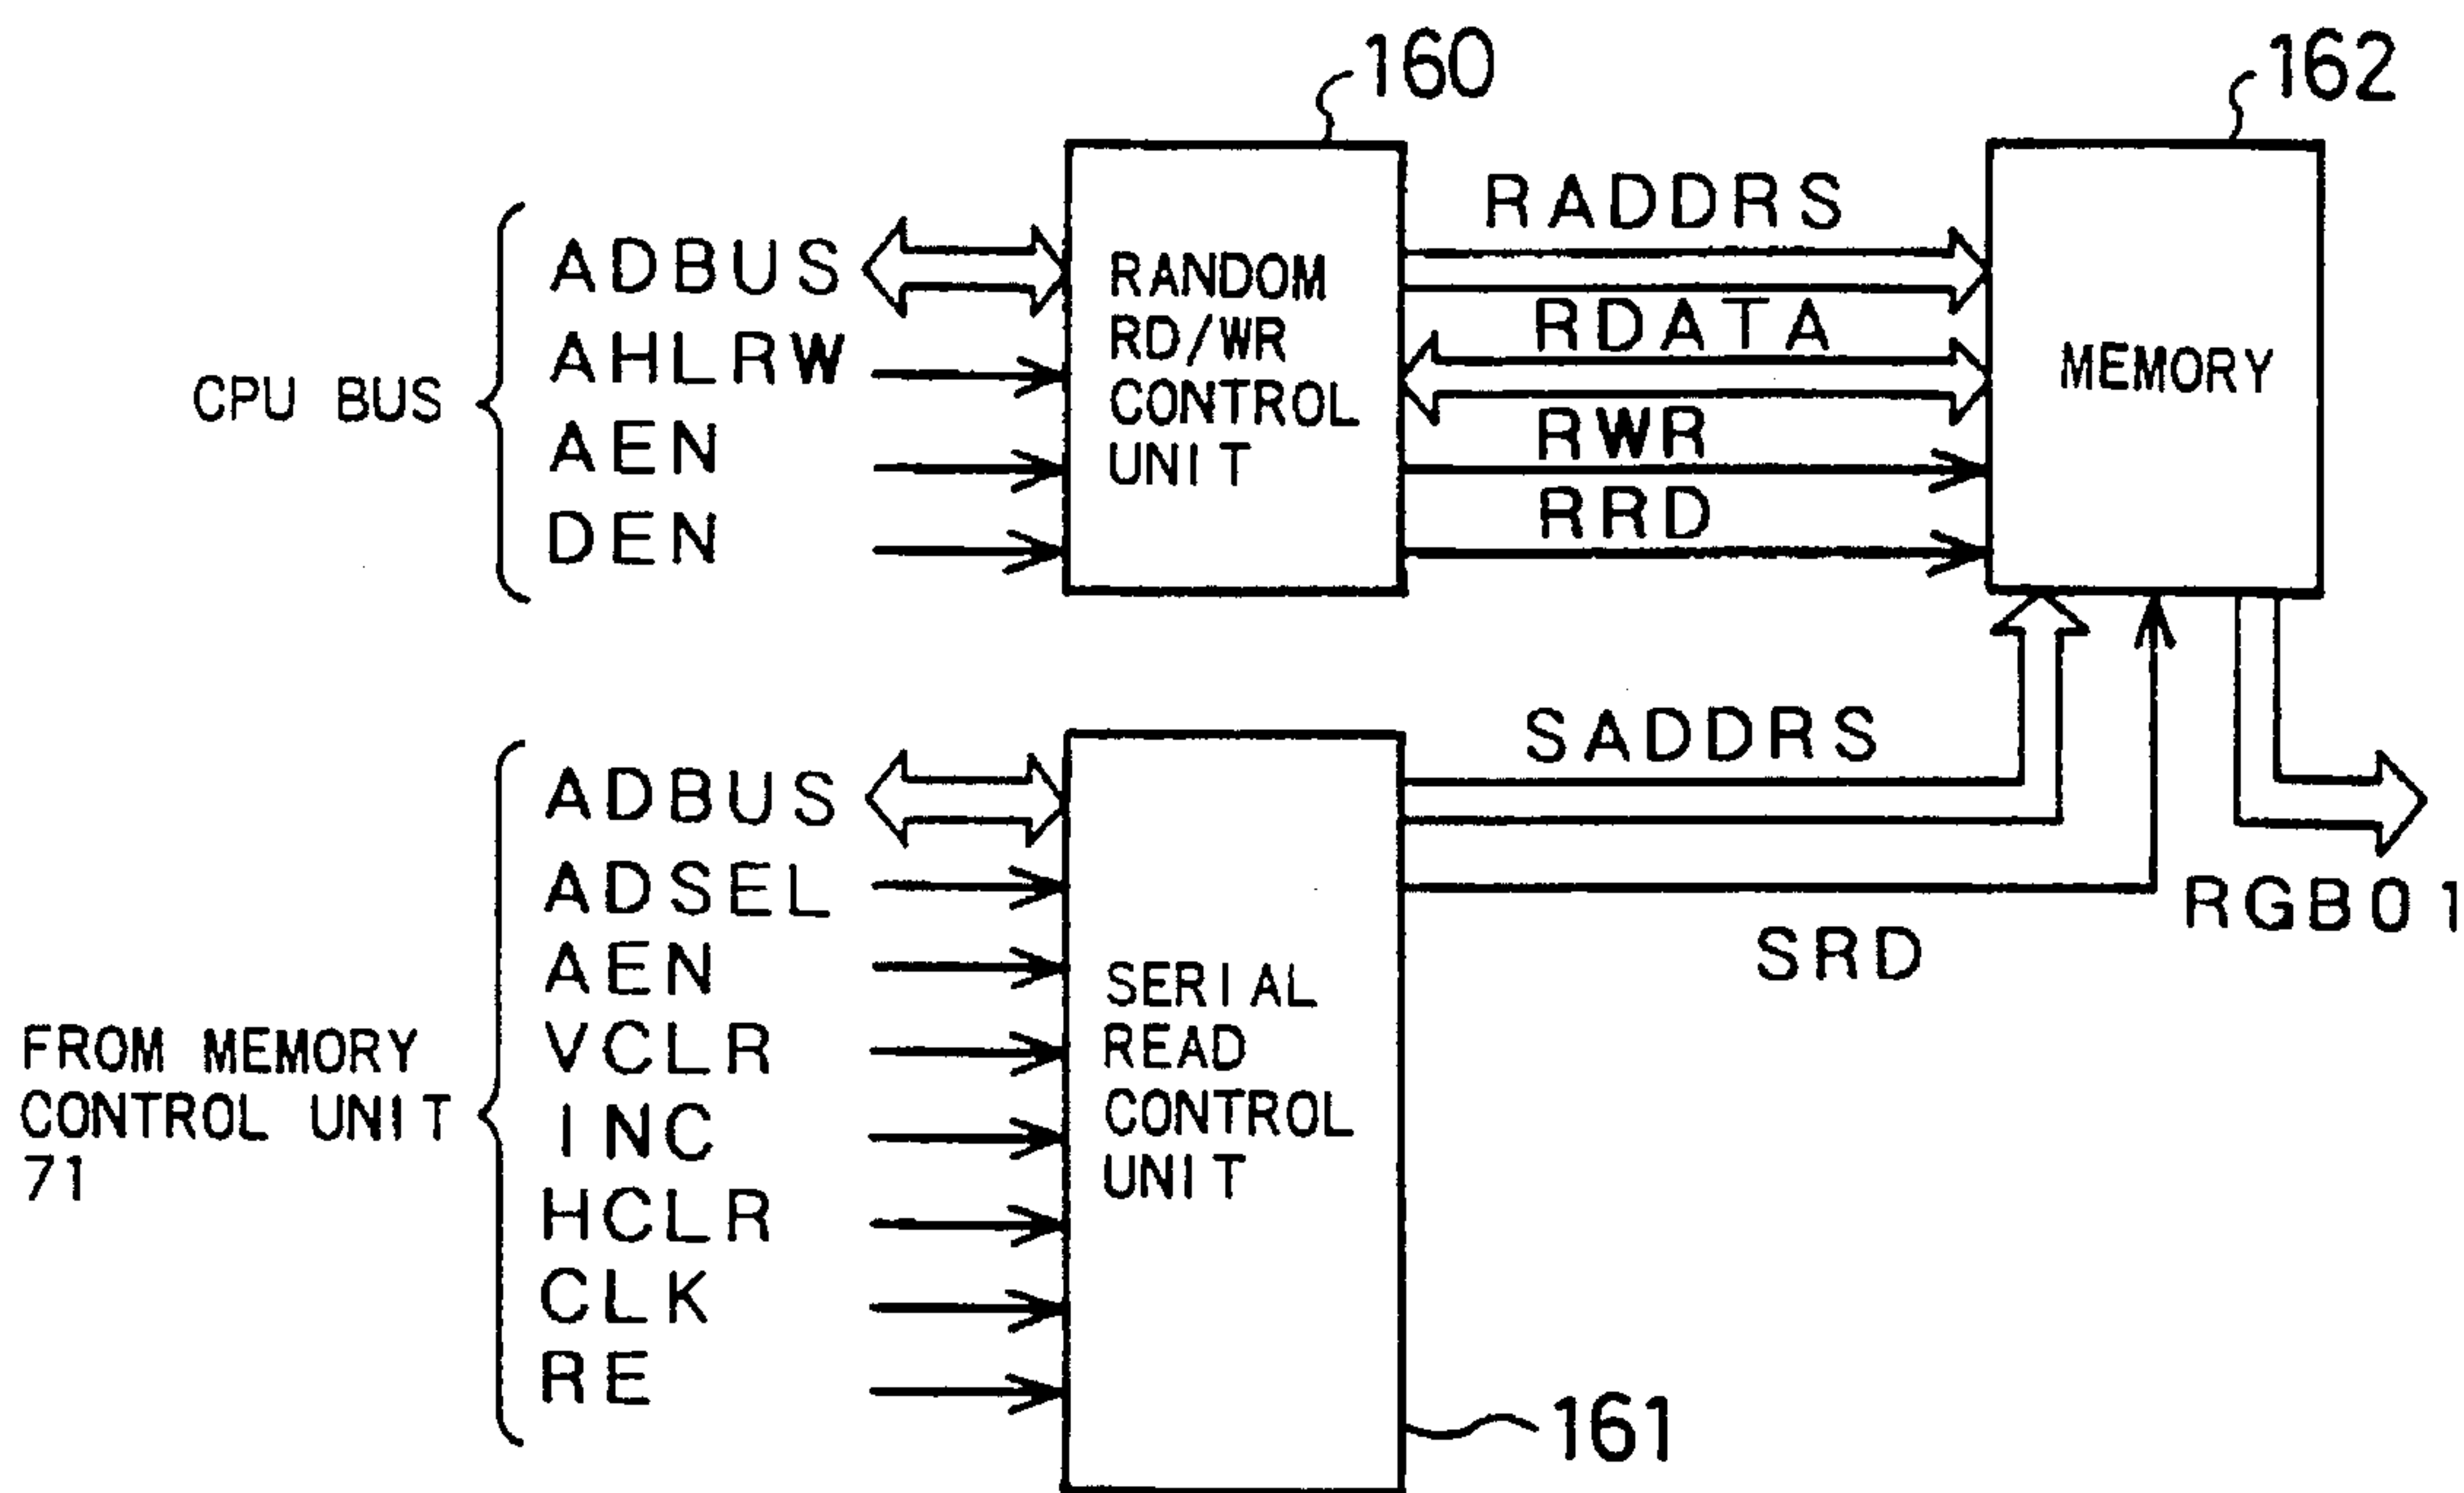 160
162
CPU BUS
ADBUS
AHLRW
AEN
DEN
RANDOM
RD/WR
CONTROL
UNIT
RADDRS
RDATA
RWR
RRD
MEMORY
FROM MEMORY
CONTROL UNIT
71
ADBUS
ADSEL
AEN
VCLR
INC
HCLR
CLK
RE
SERIAL
READ
CONTROL
UNIT
SADDRS
SRD
RGB01
161